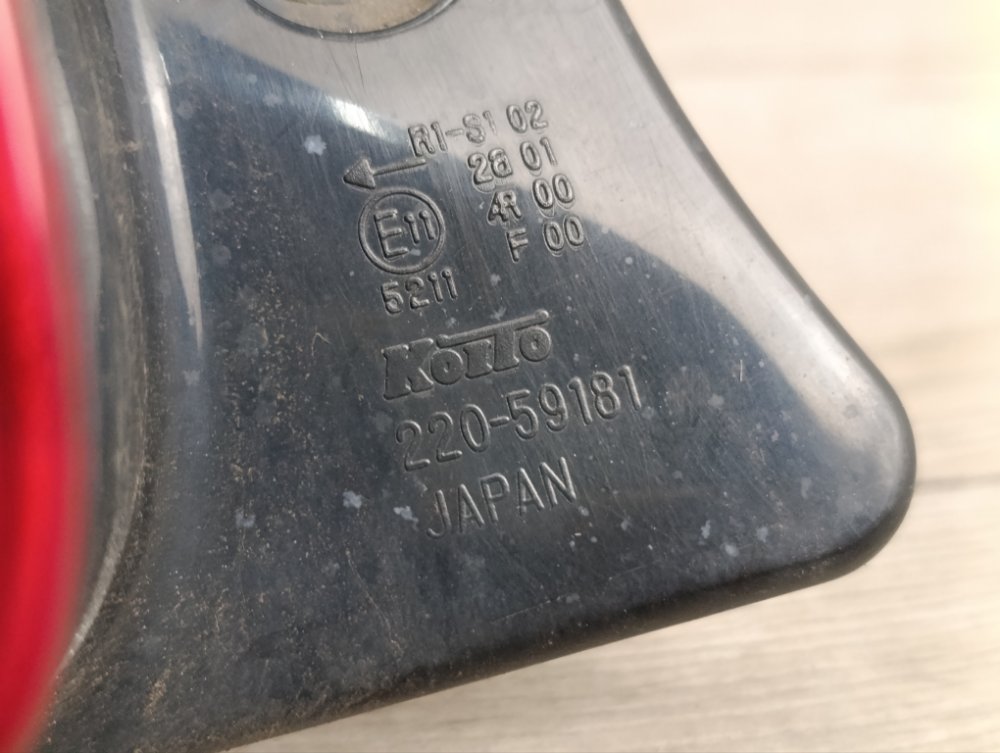 R1-S1 02
2a 01
4R 00
F 00
E11
5211
KoiTo
220-59181
JAPAN